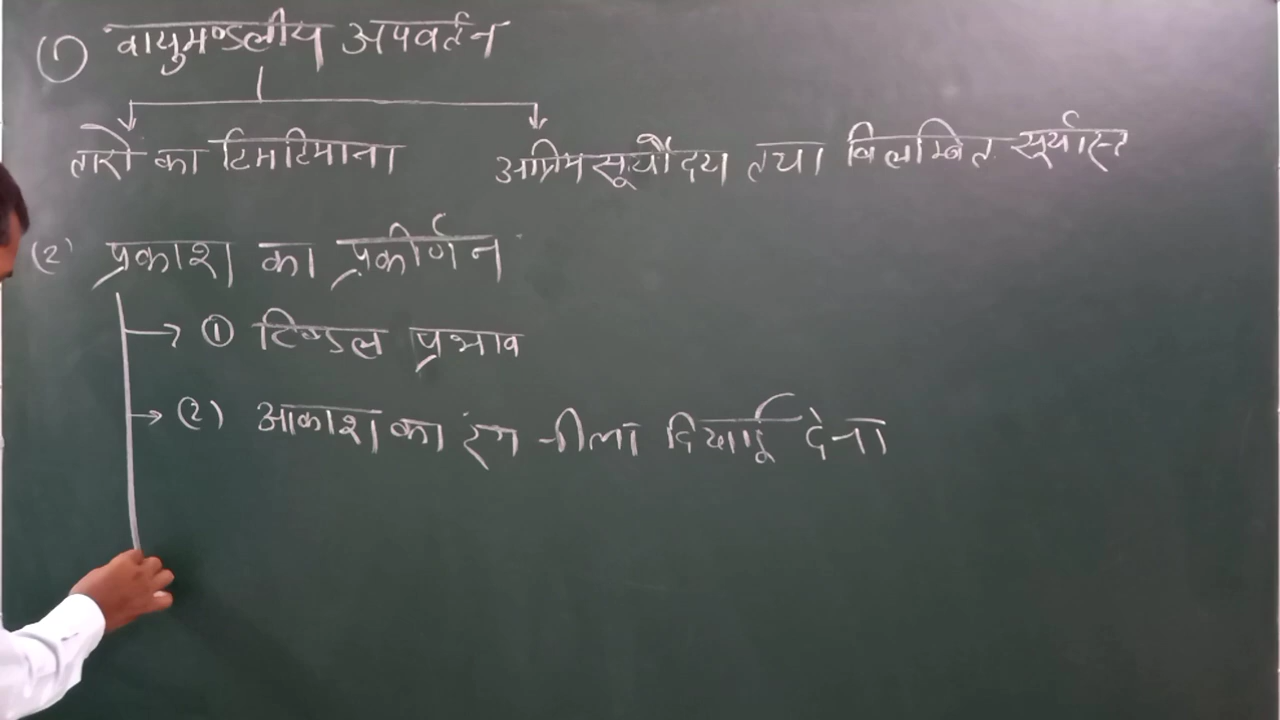 (1) वायुमण्डलीय अपवर्तन
तारो का टिमटिमाना
अग्रिम सूर्योदय तथा विलम्बित सूर्यास्त
(2) प्रकाश का प्रकीर्णन
→ ① टिण्डल प्रभाव
→ (2) आकाश का रंग नीला दिखाई देना